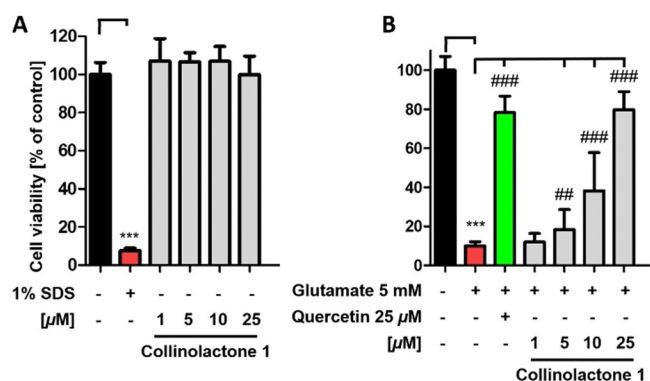 A
Cell viability [% of control]
120
100
80
60
40
20
0
***
1% SDS - + - - - -
[µM] - - 1 5 10 25
Collinolactone 1
B
100
80
60
40
20
0
*** ### ## ### ###
Glutamate 5 mM - + + + + + +
Quercetin 25 µM - - + - - - -
[µM] - - - 1 5 10 25
Collinolactone 1